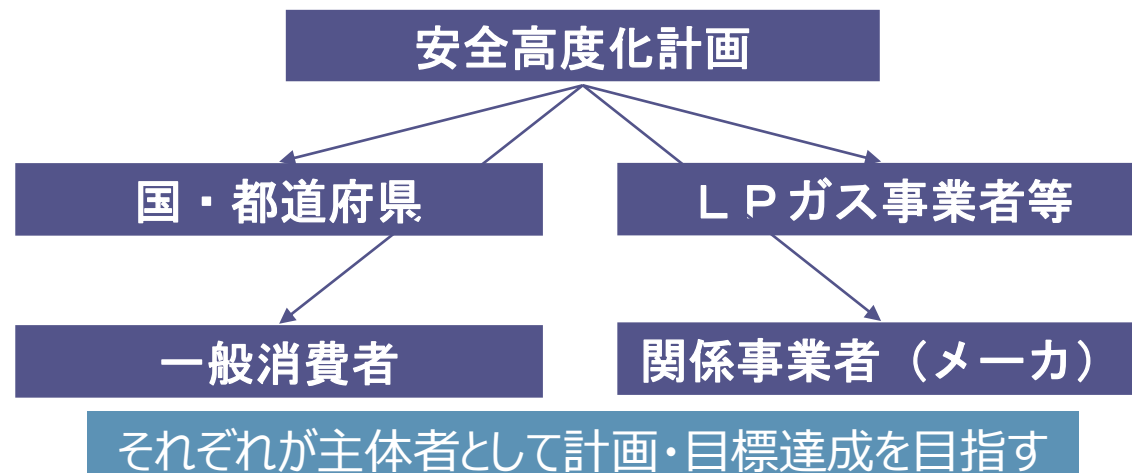 安全高度化計画
国・都道府県
ＬＰガス事業者等
一般消費者
関係事業者（メーカ）
それぞれが主体者として計画・目標達成を目指す